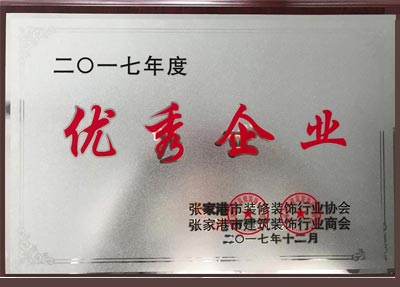 二〇一七年度
优秀企业
张家港市装修装饰行业协会
张家港市建筑装饰行业商会
二〇一七年十二月